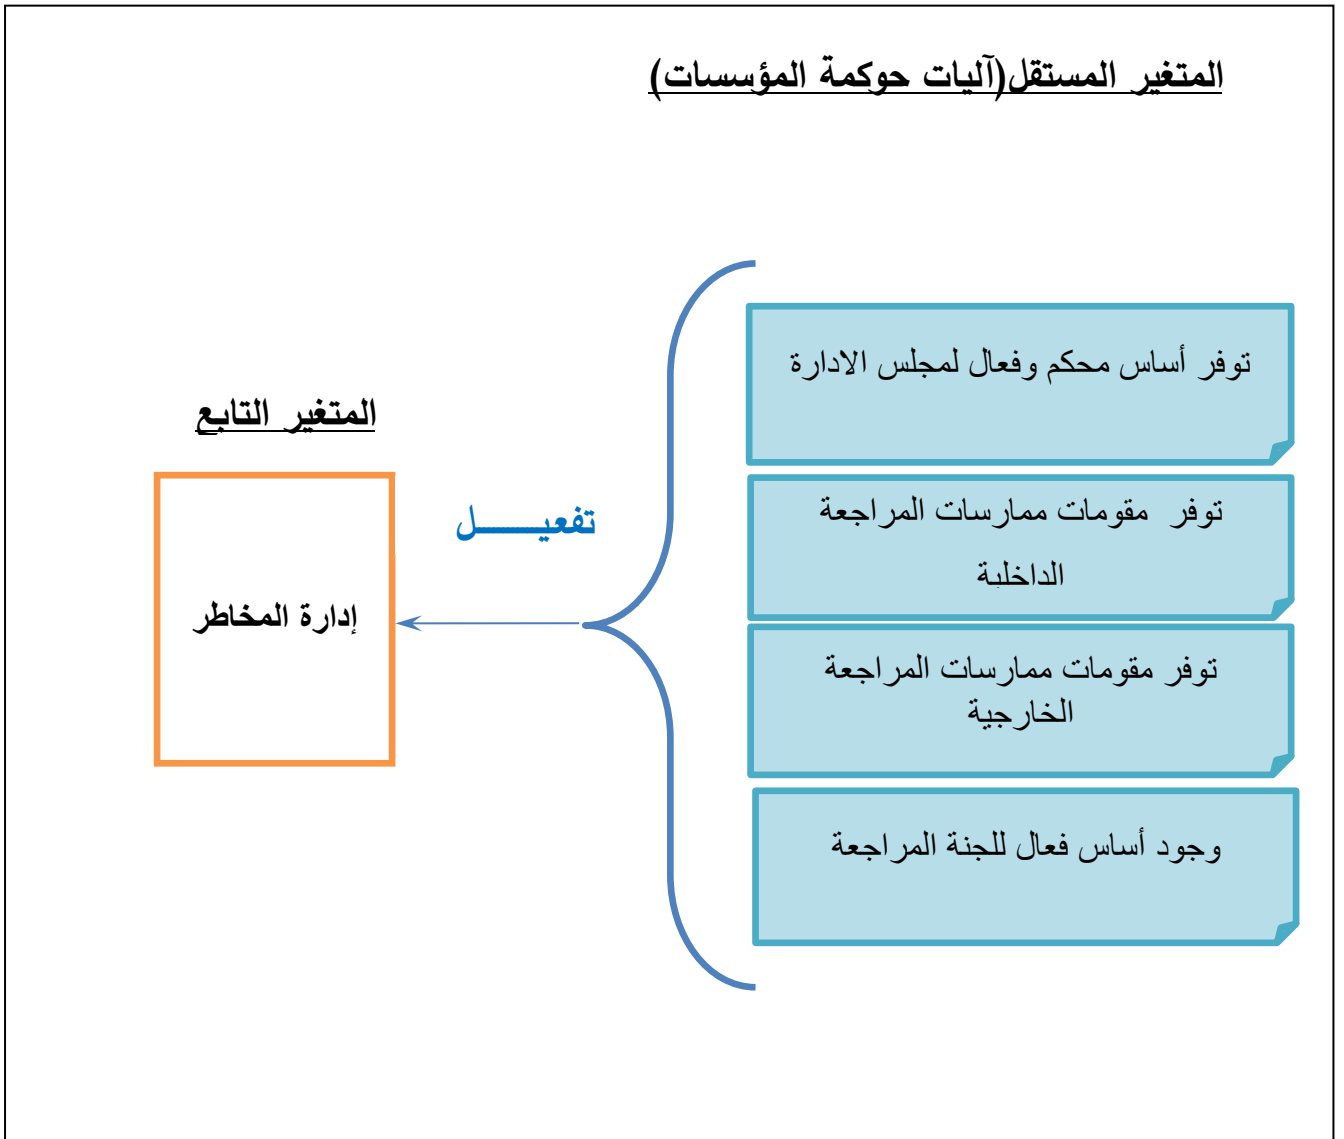 المتغير المستقل(آليات حوكمة المؤسسات)
توفر أساس محكم وفعال لمجلس الادارة
توفر مقومات ممارسات المراجعة
الداخلية
توفر مقومات ممارسات المراجعة
الخارجية
وجود أساس فعال للجنة المراجعة
تفعيـــــــل
المتغير التابع
إدارة المخاطر